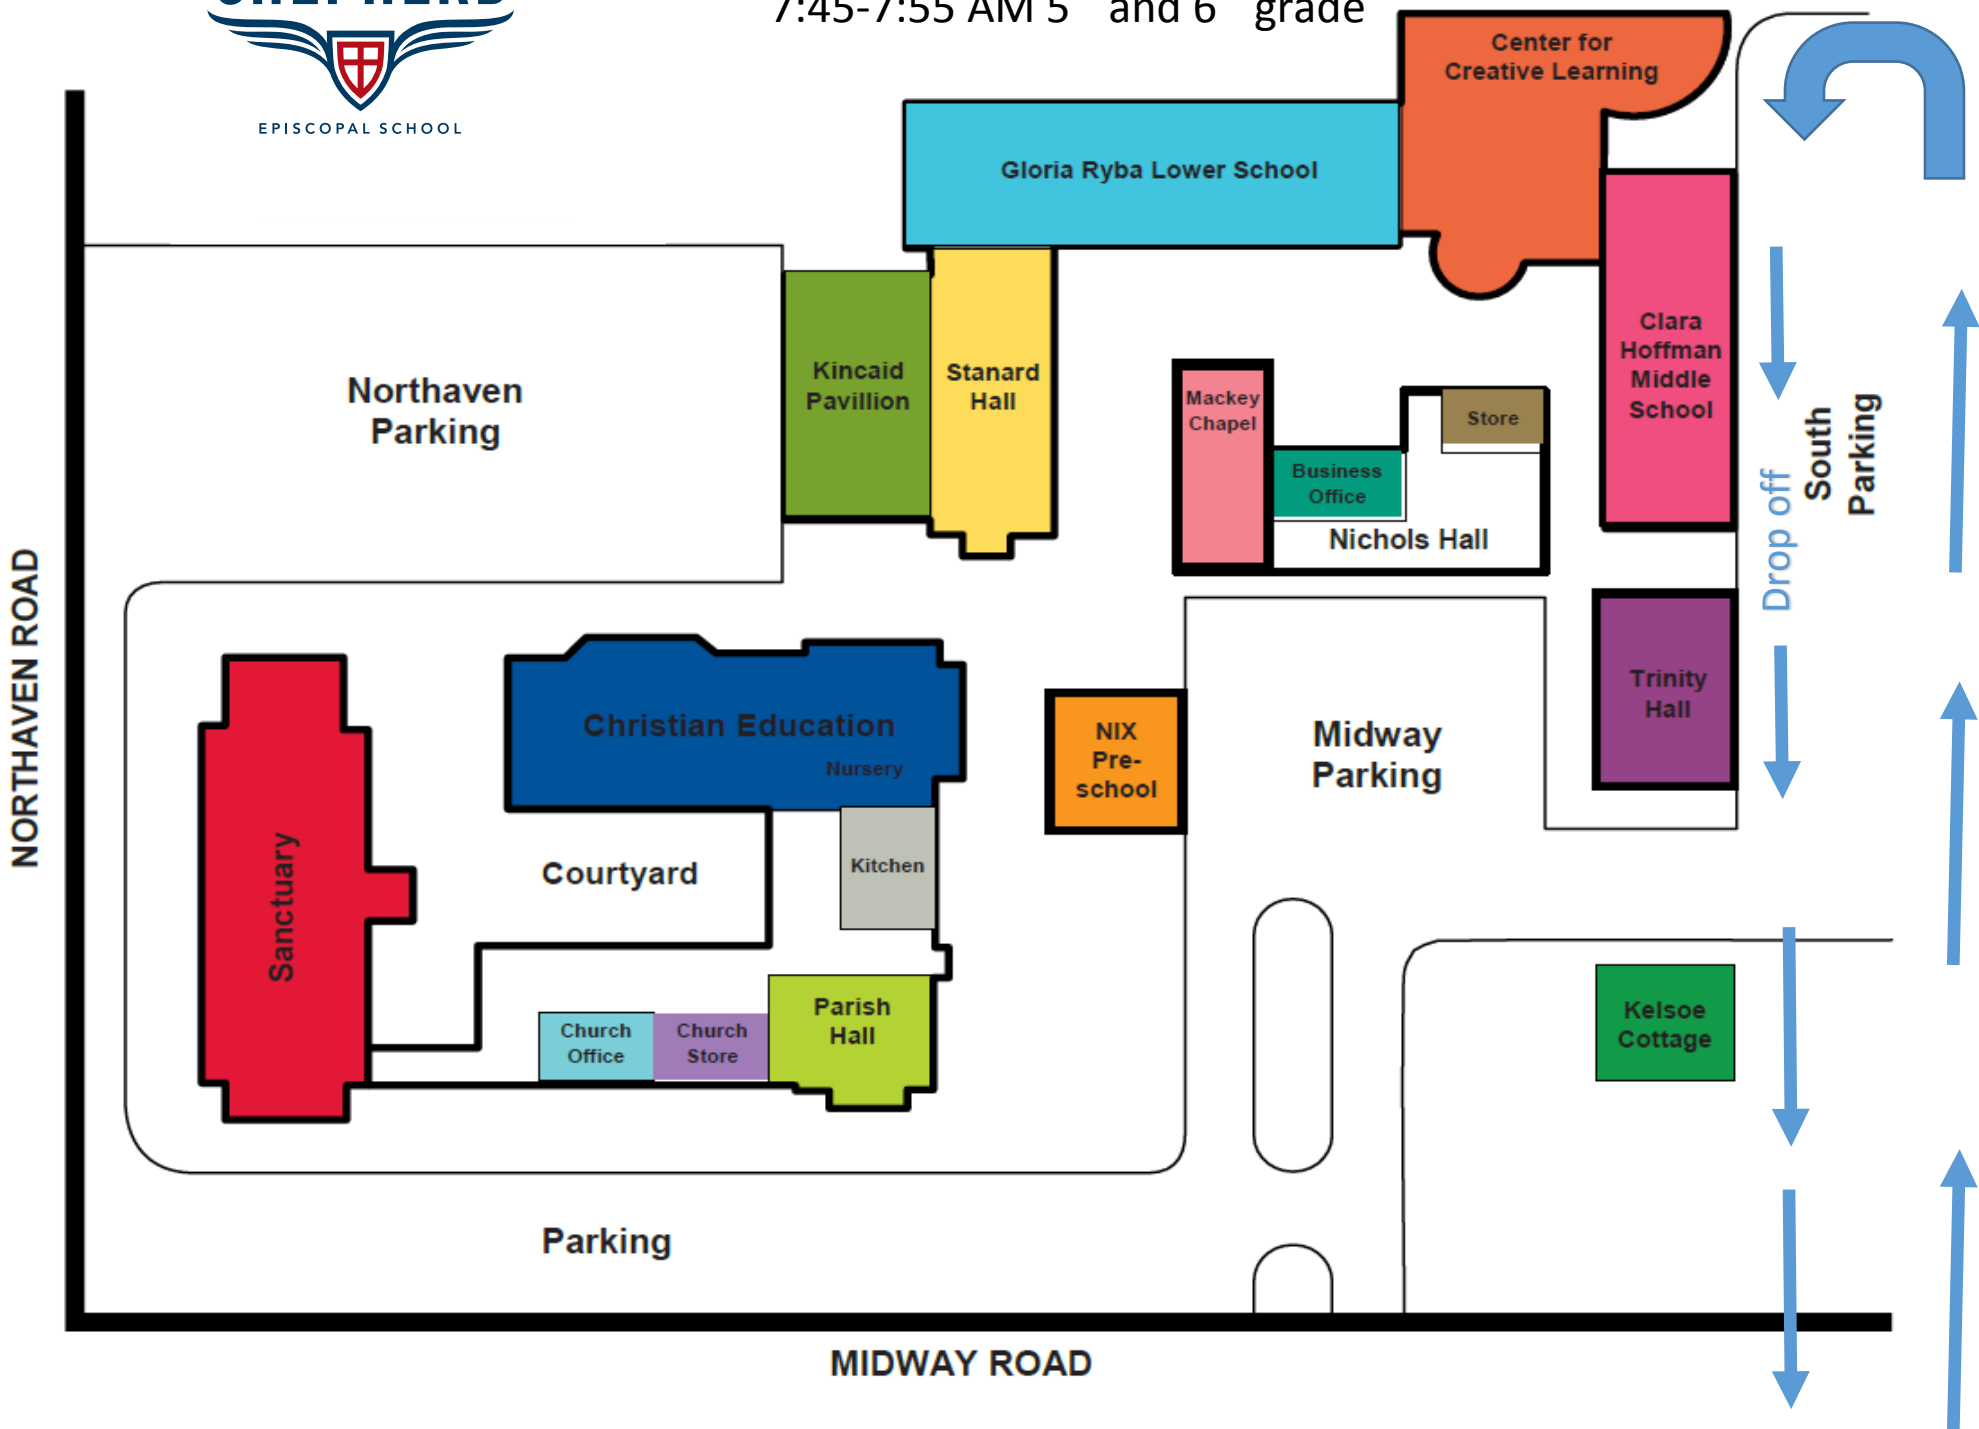 SHEPHERD
EPISCOPAL SCHOOL
7:45-7:55 AM 5 and 6 grade
Center for
Creative Learning
Gloria Ryba Lower School
Clara
Hoffman
Middle
School
Kincaid
Pavillion
Stanard
Hall
Mackey
Chapel
Store
Business
Office
Nichols Hall
Northaven
Parking
South
Parking
Drop off
NORTHAVEN ROAD
Trinity
Hall
Christian Education
Nursery
NIX
Pre-
school
Midway
Parking
Sanctuary
Courtyard
Kitchen
Parish
Hall
Church
Office
Church
Store
Kelsoe
Cottage
Parking
MIDWAY ROAD